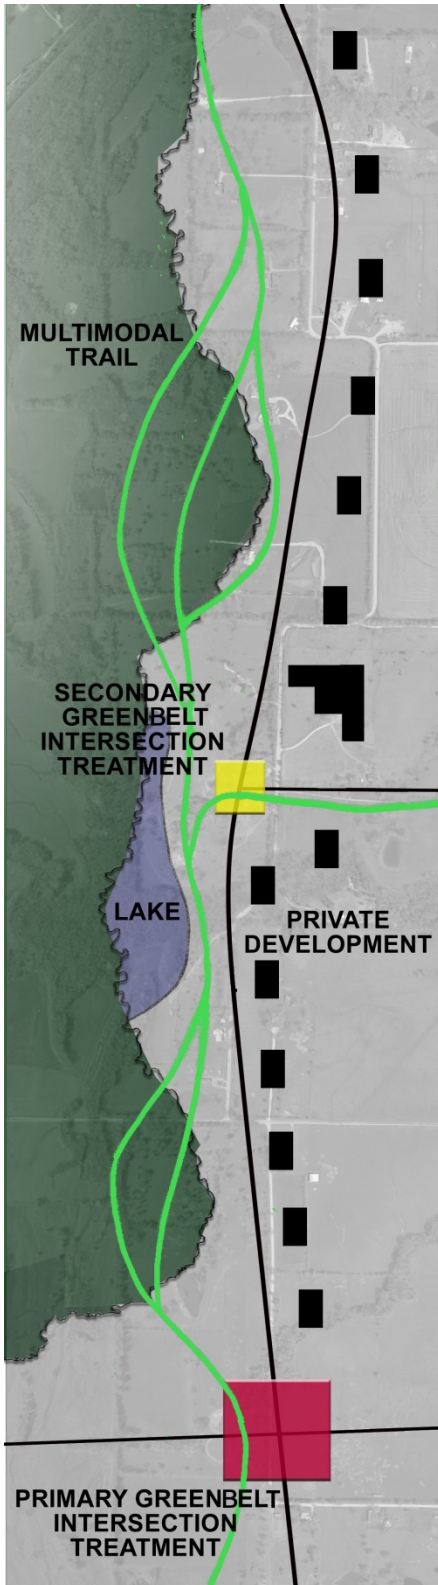 MULTIMODAL
TRAIL
SECONDARY
GREENBELT
INTERSECTION
TREATMENT
LAKE
PRIVATE
DEVELOPMENT
PRIMARY GREENBELT
INTERSECTION
TREATMENT